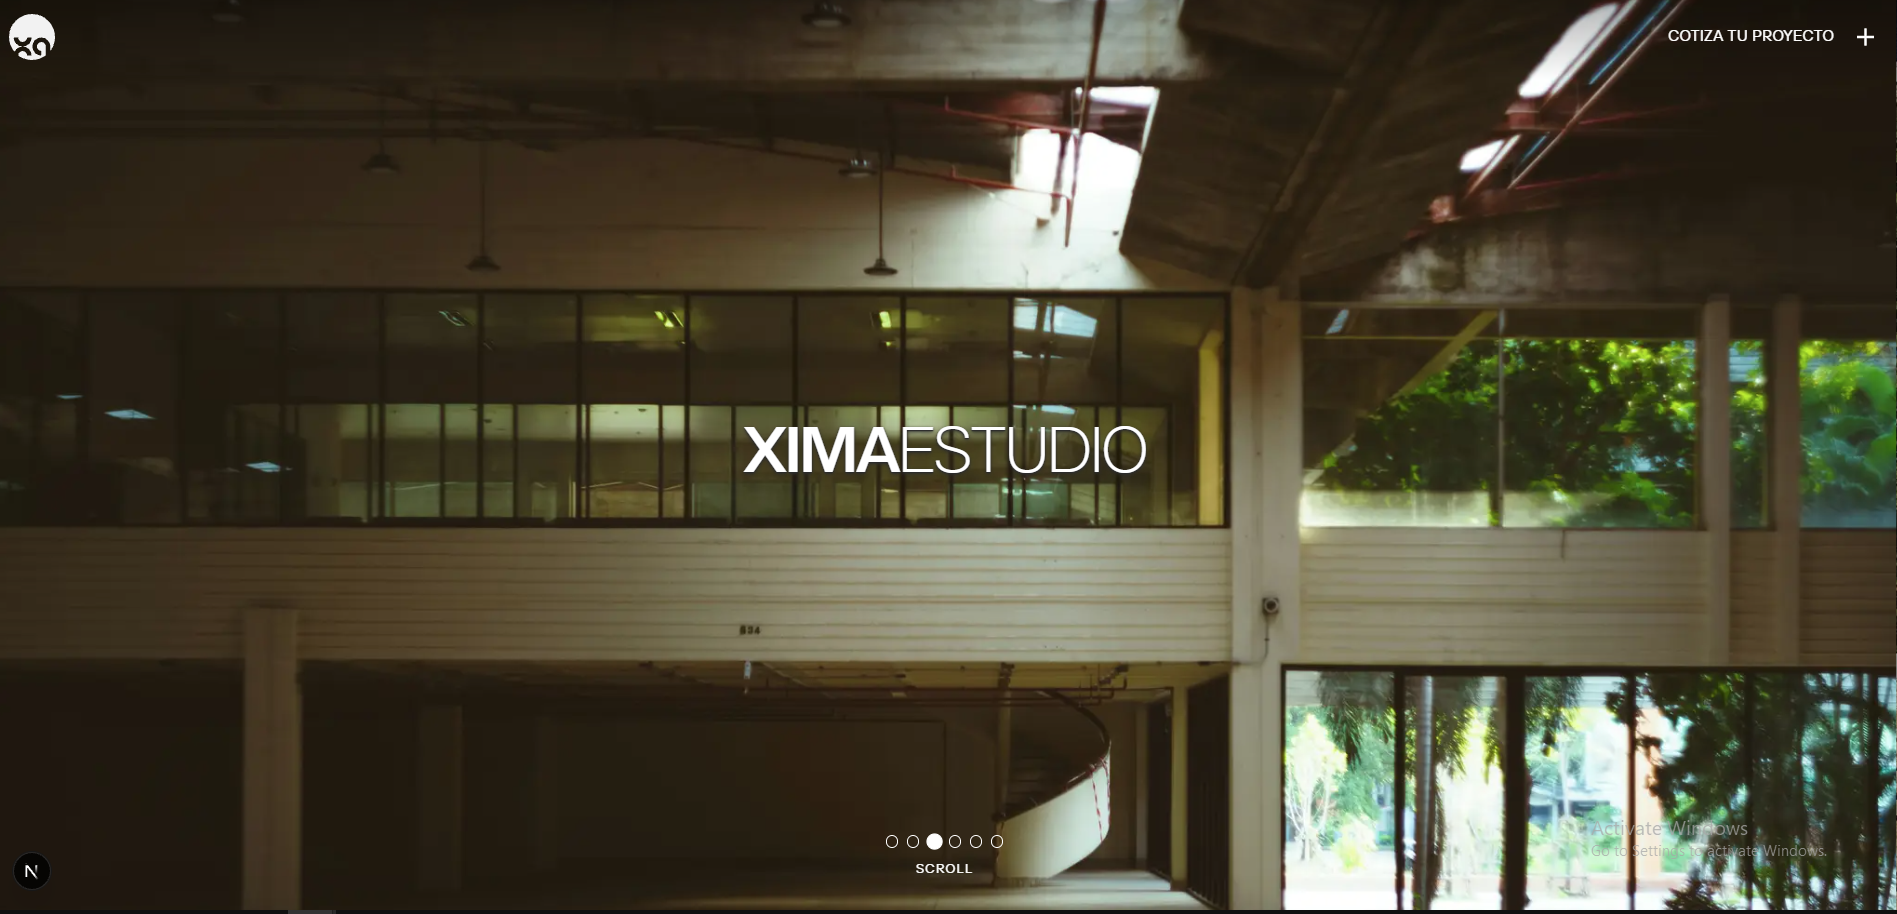 xa
COTIZA TU PROYECTO +
XIMAESTUDIO
834
SCROLL
N
Activate Windows
Go to Settings to activate Windows.